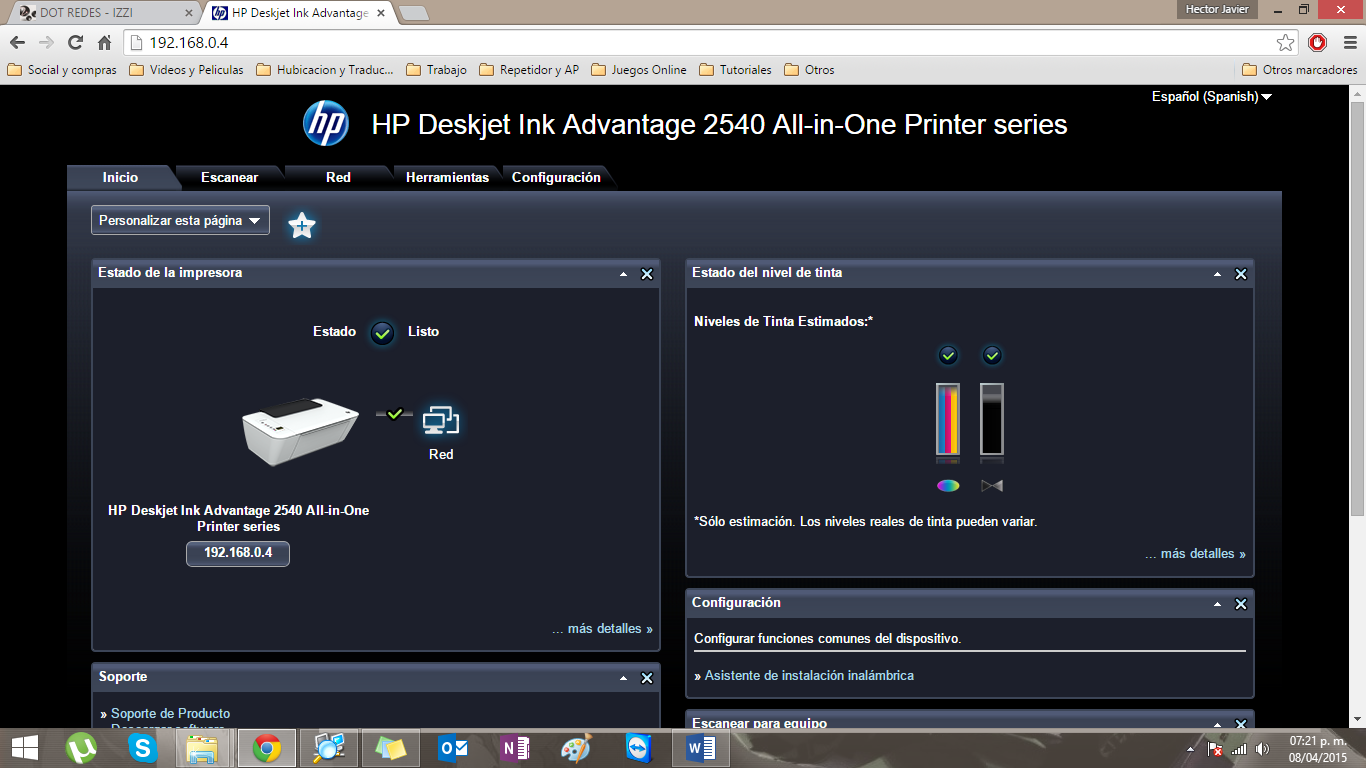 DOT REDES - IZZI
HP Deskjet Ink Advantage
Hector Javier
192.168.0.4
Social y compras
Videos y Peliculas
Hubicacion y Traduc...
Trabajo
Repetidor y AP
Juegos Online
Tutoriales
Otros
Otros marcadores
Español (Spanish)
hp
HP Deskjet Ink Advantage 2540 All-in-One Printer series
Inicio
Escanear
Red
Herramientas
Configuración
Personalizar esta página
Estado de la impresora
Estado
Listo
Red
HP Deskjet Ink Advantage 2540 All-in-One
Printer series
192.168.0.4
... más detalles »
Estado del nivel de tinta
Niveles de Tinta Estimados:*
*Sólo estimación. Los niveles reales de tinta pueden variar.
... más detalles »
Configuración
Configurar funciones comunes del dispositivo.
» Asistente de instalación inalámbrica
Soporte
» Soporte de Producto
Descargar software
Escanear para equipo
07:21 p. m.
08/04/2015